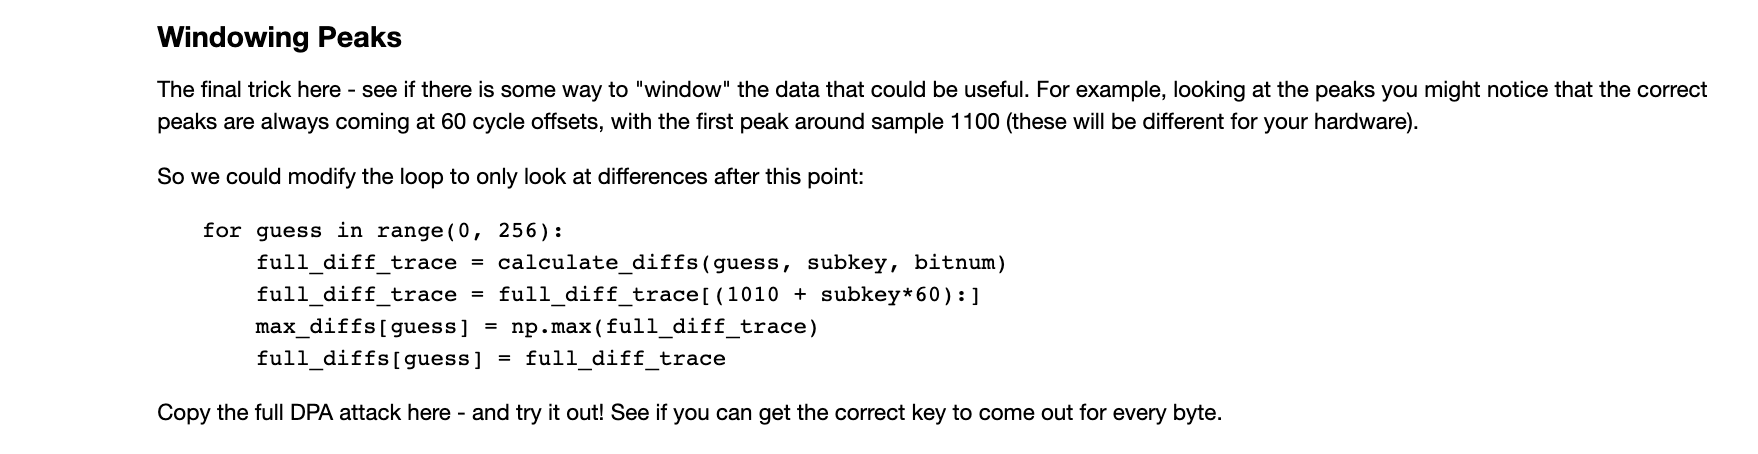 Windowing Peaks
The final trick here - see if there is some way to "window" the data that could be useful. For example, looking at the peaks you might notice that the correct
peaks are always coming at 60 cycle offsets, with the first peak around sample 1100 (these will be different for your hardware).
So we could modify the loop to only look at differences after this point:
for guess in range(0, 256):
    full_diff_trace = calculate_diffs(guess, subkey, bitnum)
    full_diff_trace = full_diff_trace[(1010 + subkey*60):]
    max_diffs[guess] = np.max(full_diff_trace)
    full_diffs[guess] = full_diff_trace
Copy the full DPA attack here - and try it out! See if you can get the correct key to come out for every byte.